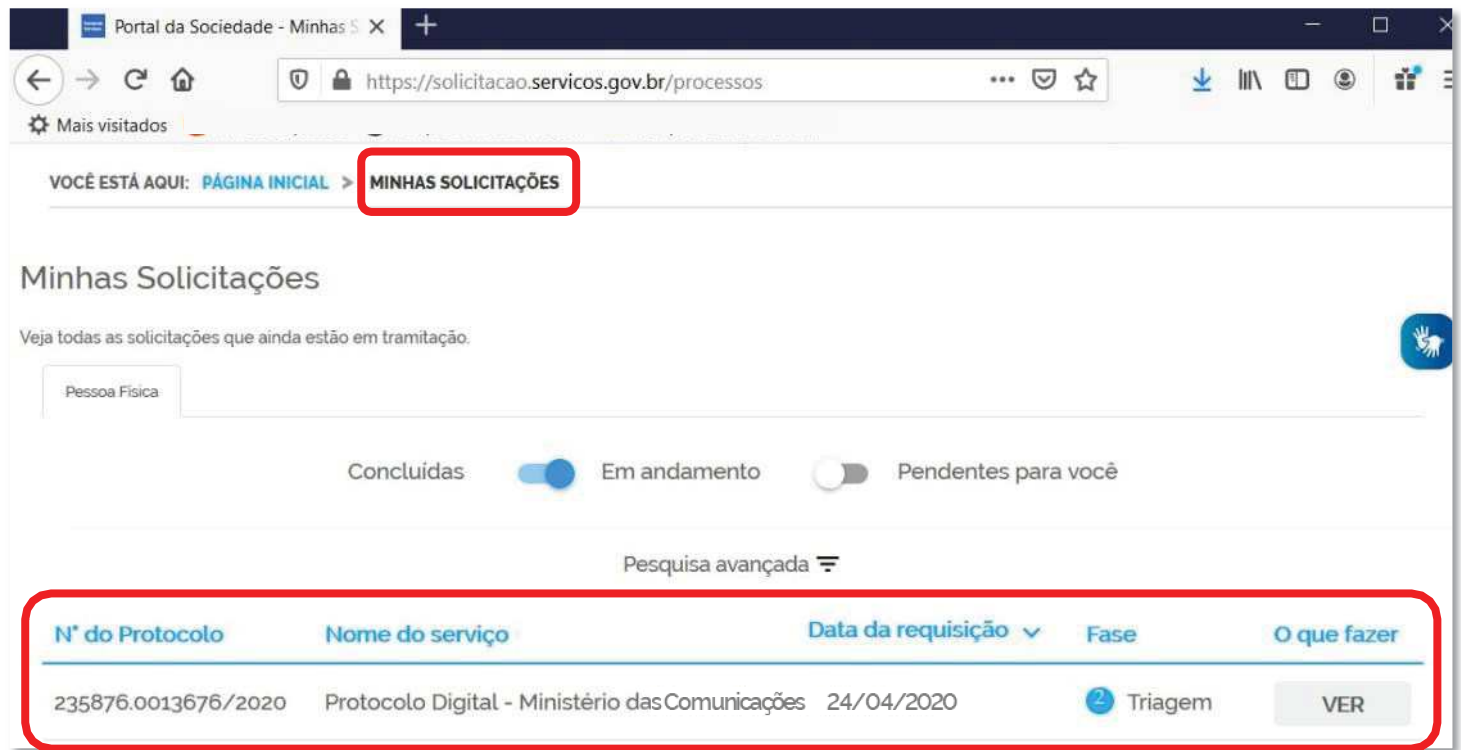 Portal da Sociedade - Minhas S
https://solicitacao.servicos.gov.br/processos
Mais visitados
VOCÊ ESTÁ AQUI: PÁGINA INICIAL > MINHAS SOLICITAÇÕES
Minhas Solicitações
Veja todas as solicitações que ainda estão em tramitação.
Pessoa Física
Concluídas Em andamento Pendentes para você
Pesquisa avançada
N° do Protocolo Nome do serviço Data da requisição Fase O que fazer
235876.0013676/2020 Protocolo Digital - Ministério das Comunicações 24/04/2020 2 Triagem VER